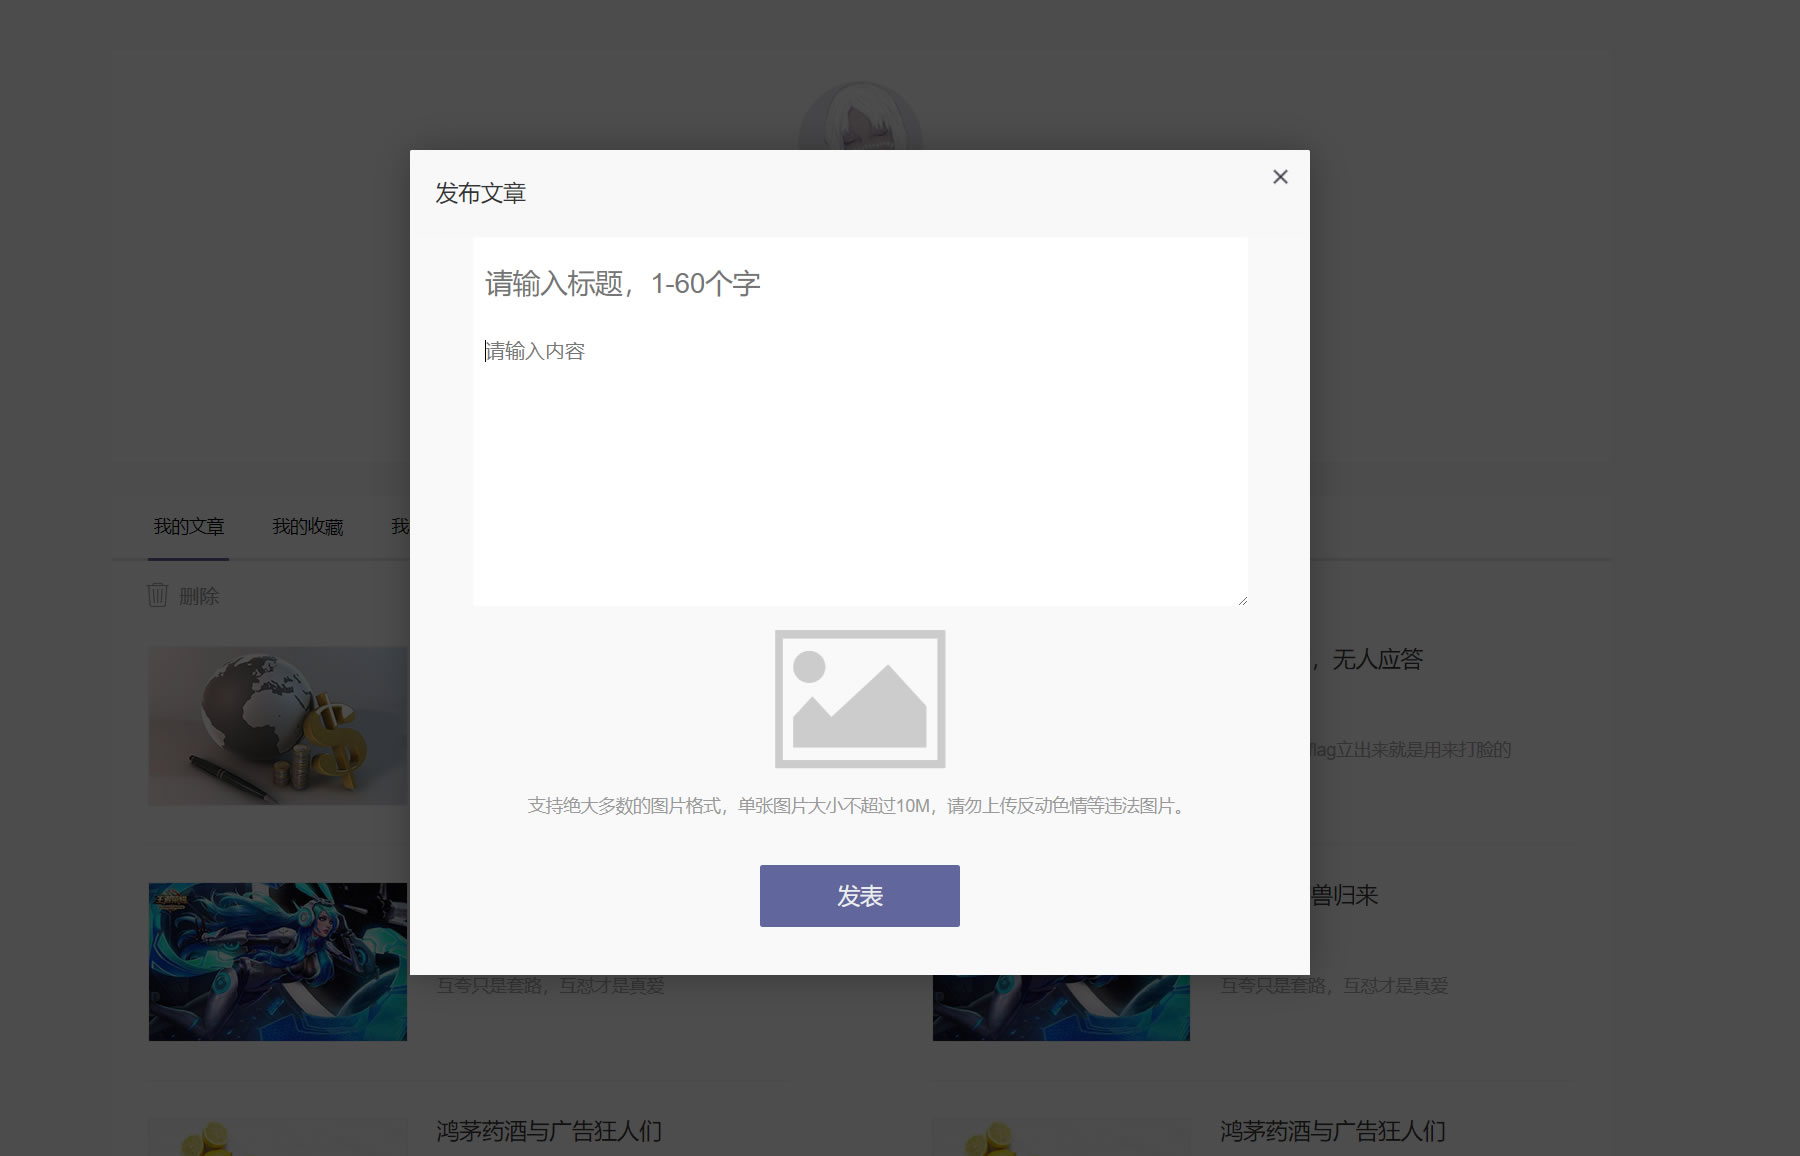 发布文章
请输入标题，1-60个字
请输入内容
我的文章
我的收藏
我
删除
，无人应答
flag立出来就是用来打脸的
支持绝大多数的图片格式，单张图片大小不超过10M，请勿上传反动色情等违法图片。
发表
兽归来
互夸只是套路，互怼才是真爱
互夸只是套路，互怼才是真爱
鸿茅药酒与广告狂人们
鸿茅药酒与广告狂人们